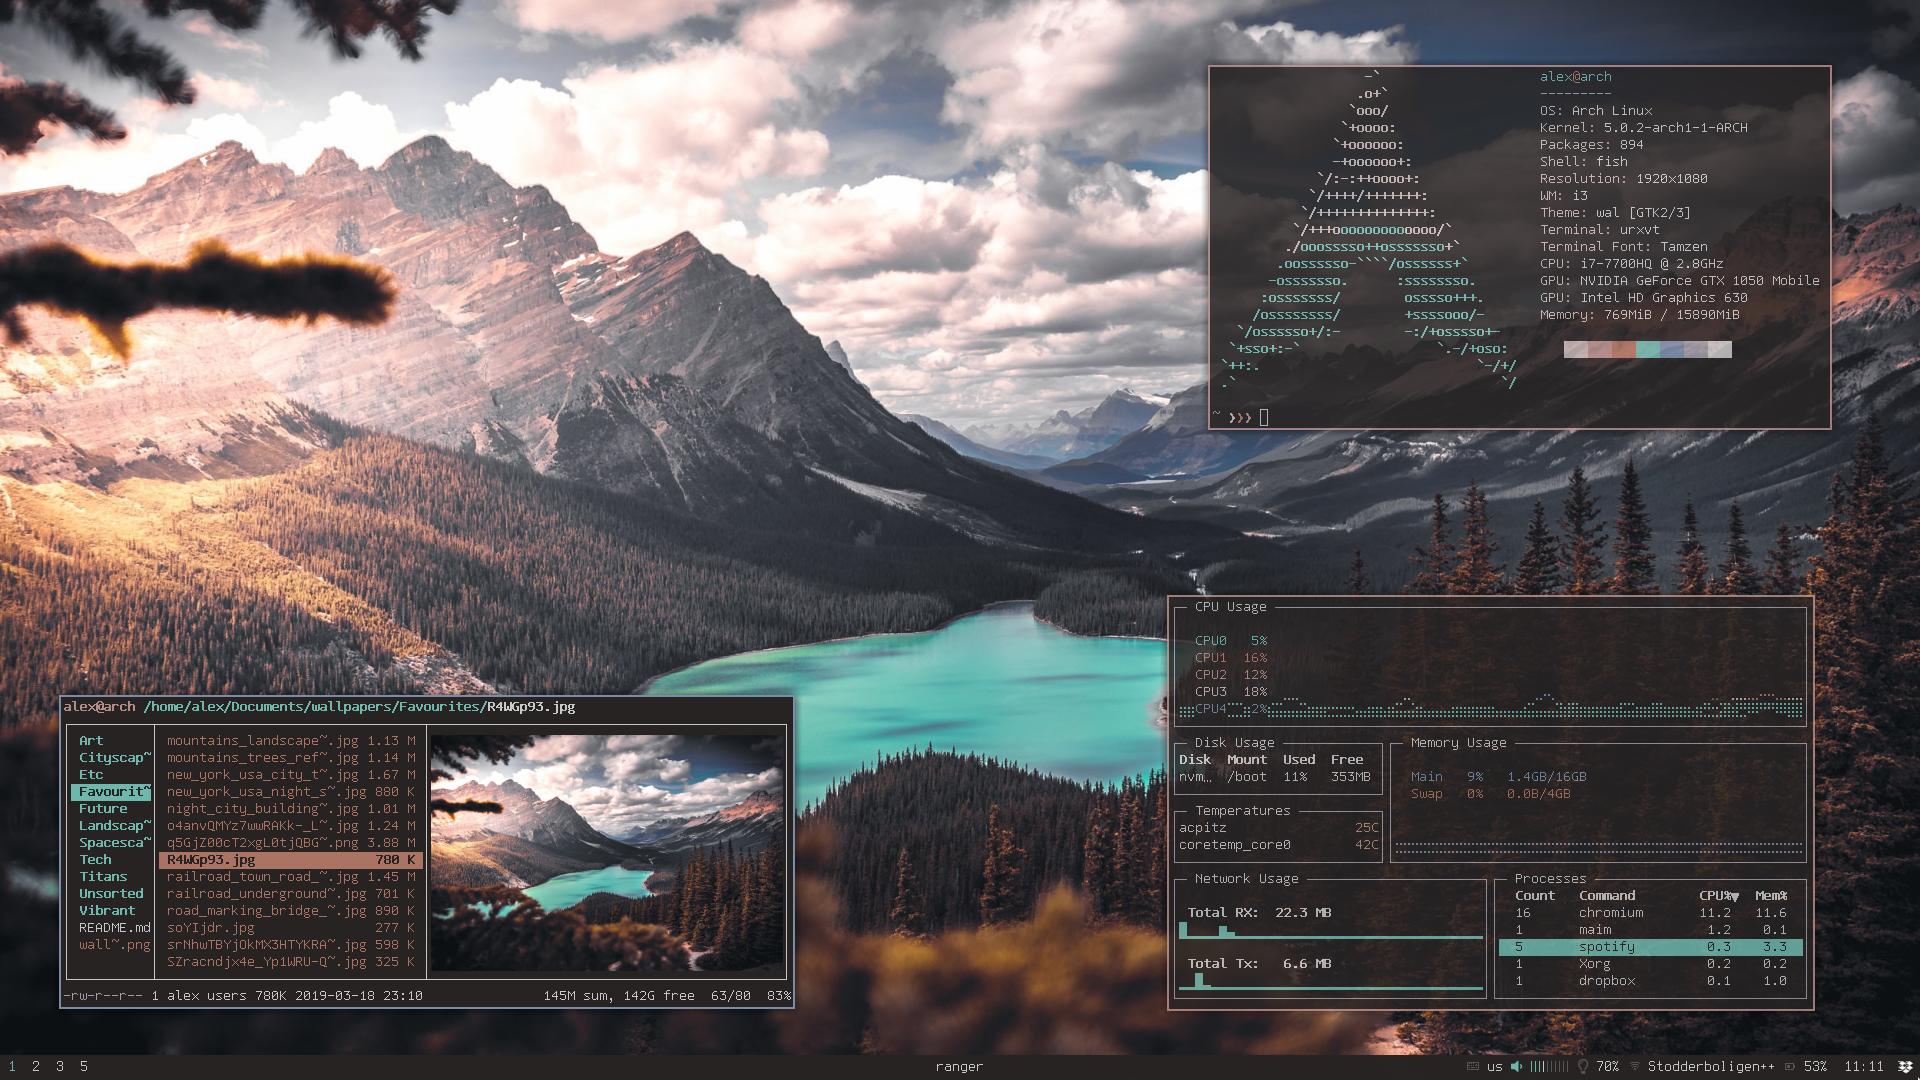 alex@arch
---------
OS: Arch Linux
Kernel: 5.0.2-arch1-1-ARCH
Packages: 894
Shell: fish
Resolution: 1920x1080
WM: i3
Theme: wal [GTK2/3]
Terminal: urxvt
Terminal Font: Tamzen
CPU: i7-7700HQ @ 2.8GHz
GPU: NVIDIA GeForce GTX 1050 Mobile
GPU: Intel HD Graphics 630
Memory: 769MiB / 15890MiB
~ ❯❯❯
alex@arch /home/alex/Documents/wallpapers/Favourites/R4WGp93.jpg
Art mountains_landscape~.jpg 1.13 M
Cityscap~ mountains_trees_ref~.jpg 1.14 M
Etc new_york_usa_city_t~.jpg 1.67 M
Favourit~ new_york_usa_night_s~.jpg 880 K
Future night_city_building~.jpg 1.01 M
Landscap~ o4anvQMYz7wwRAKk-_L~.jpg 1.24 M
Spacesca~ q5GjZ00cT2xgL0tjQBG~.png 3.88 M
Tech R4WGp93.jpg 780 K
Titans railroad_town_road_~.jpg 1.45 M
Unsorted railroad_underground~.jpg 701 K
Vibrant road_marking_bridge_~.jpg 890 K
README.md soYIjdr.jpg 277 K
wall~.png srNhwTBYjOkMX3HTYKRA~.jpg 598 K
SZracndjx4e_Yp1WRU-Q~.jpg 325 K
-rw-r--r-- 1 alex users 780K 2019-03-18 23:10 145M sum, 142G free 63/80 83%
CPU Usage
CPU0 5%
CPU1 16%
CPU2 12%
CPU3 18%
CPU4 2%
Disk Usage
Disk Mount Used Free
nvm… /boot 11% 353MB
Memory Usage
Main 9% 1.4GB/16GB
Swap 0% 0.0B/4GB
Temperatures
acpitz 25C
coretemp_core0 42C
Network Usage
Total RX: 22.3 MB
Total Tx: 6.6 MB
Processes
Count Command CPU%▼ Mem%
16 chromium 11.2 11.6
1 maim 1.2 0.1
5 spotify 0.3 3.3
1 Xorg 0.2 0.2
1 dropbox 0.1 1.0
1 2 3 5 ranger us 70% Stodderboligen++ 53% 11:11